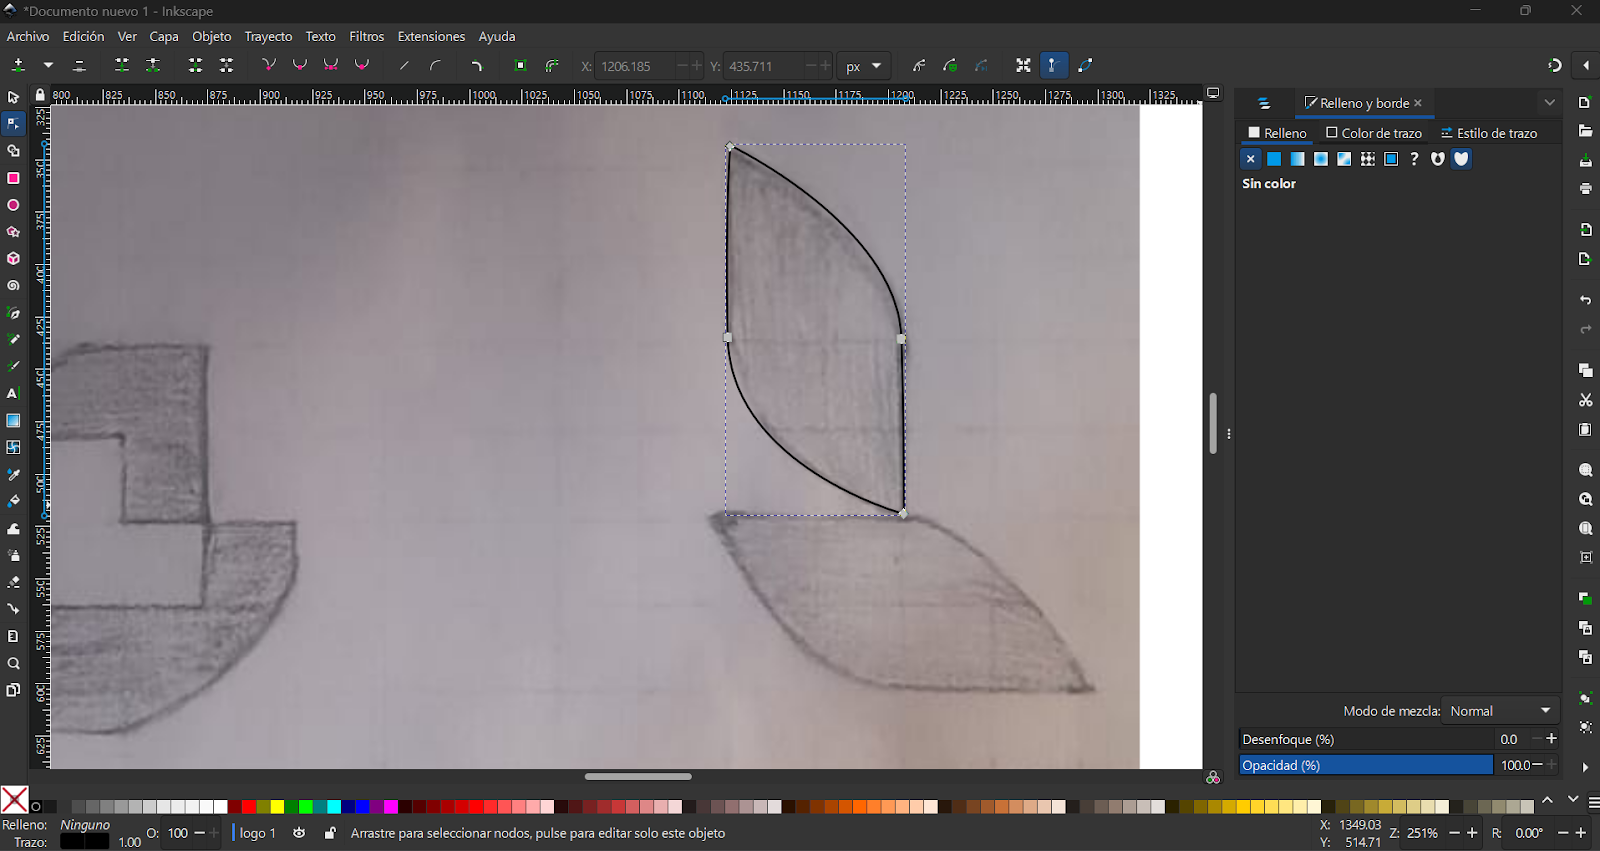 *Documento nuevo 1 - Inkscape
Archivo Edición Ver Capa Objeto Trayecto Texto Filtros Extensiones Ayuda
X: 1206.185 Y: 435.711 px
800 825 850 875 900 925 950 975 1000 1025 1050 1075 1100 1125 1150 1175 1200 1225 1250 1275 1300 1325
325
350
375
400
425
450
475
500
525
550
575
600
625
Relleno y borde
Relleno Color de trazo Estilo de trazo
?
Sin color
Modo de mezcla: Normal
Desenfoque (%) 0.0
Opacidad (%) 100.0
Relleno: Ninguno
Trazo: 1.00
O: 100
logo 1
Arrastre para seleccionar nodos, pulse para editar solo este objeto
X: 1349.03
Y: 514.71
Z: 251%
R: 0.00°